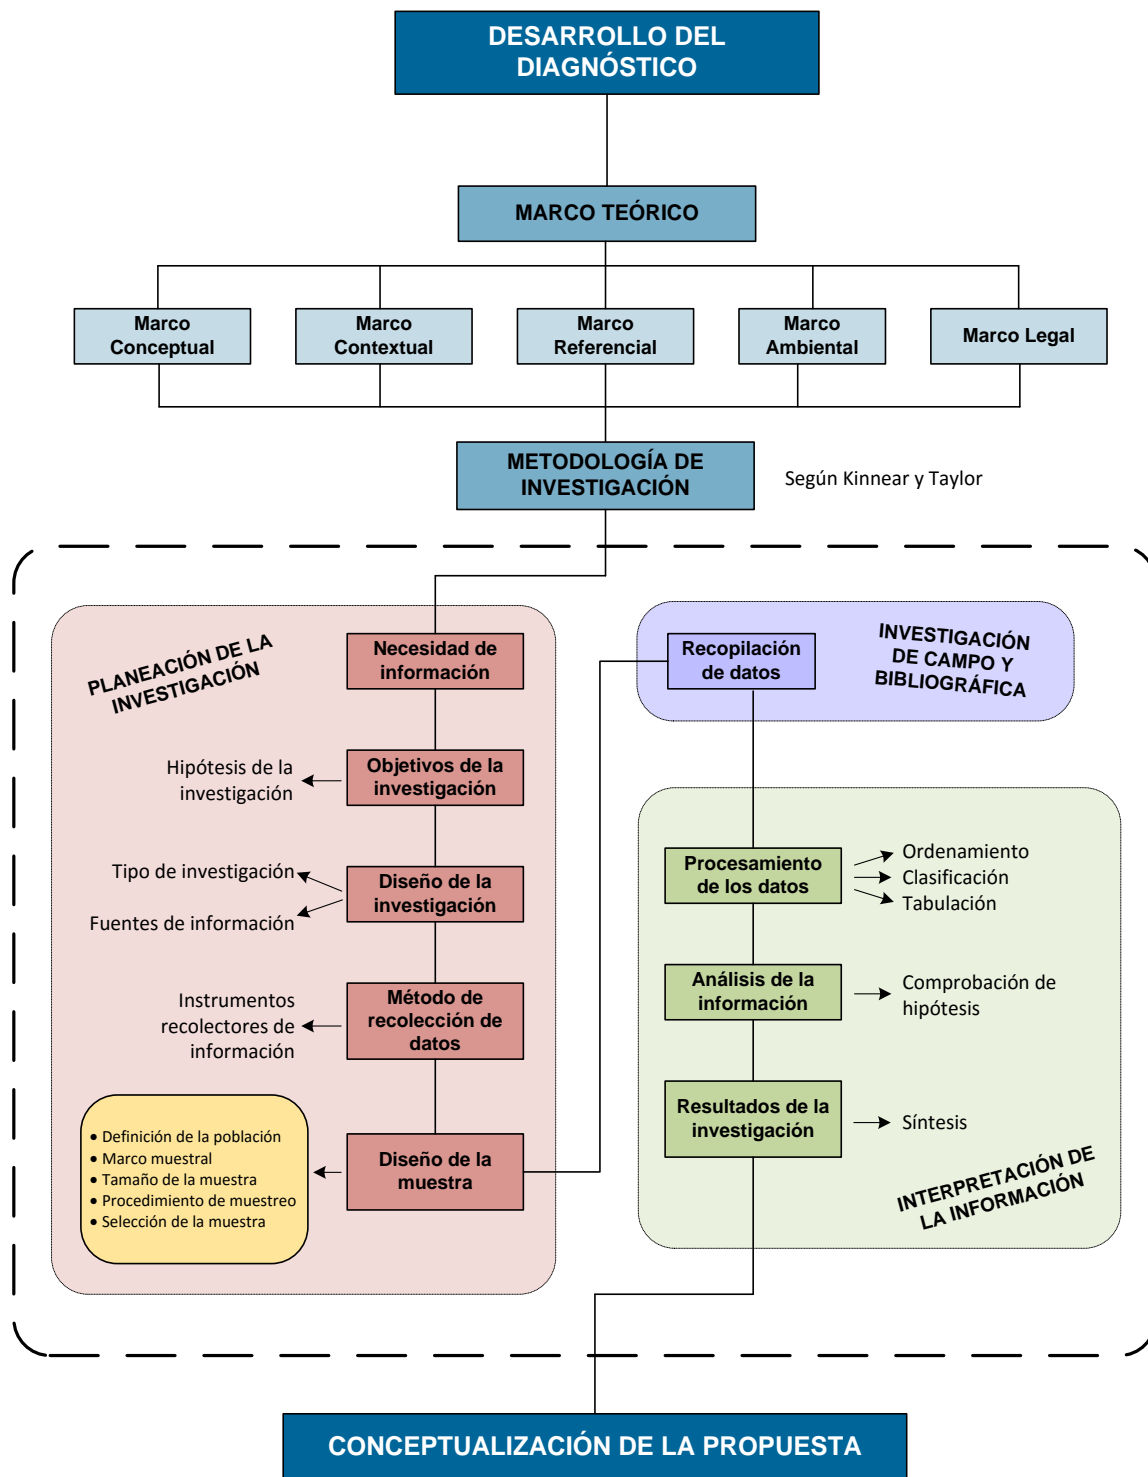 DESARROLLO DEL
DIAGNÓSTICO
MARCO TEÓRICO
Marco
Conceptual
Marco
Contextual
Marco
Referencial
Marco
Ambiental
Marco Legal
METODOLOGÍA DE
INVESTIGACIÓN
Según Kinnear y Taylor
PLANEACIÓN DE LA
INVESTIGACIÓN
Necesidad de
información
Hipótesis de la
investigación
Objetivos de la
investigación
Tipo de investigación
Fuentes de información
Diseño de la
investigación
Instrumentos
recolectores de
información
Método de
recolección de
datos
• Definición de la población
• Marco muestral
• Tamaño de la muestra
• Procedimiento de muestreo
• Selección de la muestra
Diseño de la
muestra
Recopilación
de datos
INVESTIGACIÓN
DE CAMPO Y
BIBLIOGRÁFICA
Procesamiento
de los datos
Ordenamiento
Clasificación
Tabulación
Análisis de la
información
Comprobación de
hipótesis
Resultados de la
investigación
Síntesis
INTERPRETACIÓN DE
LA INFORMACIÓN
CONCEPTUALIZACIÓN DE LA PROPUESTA